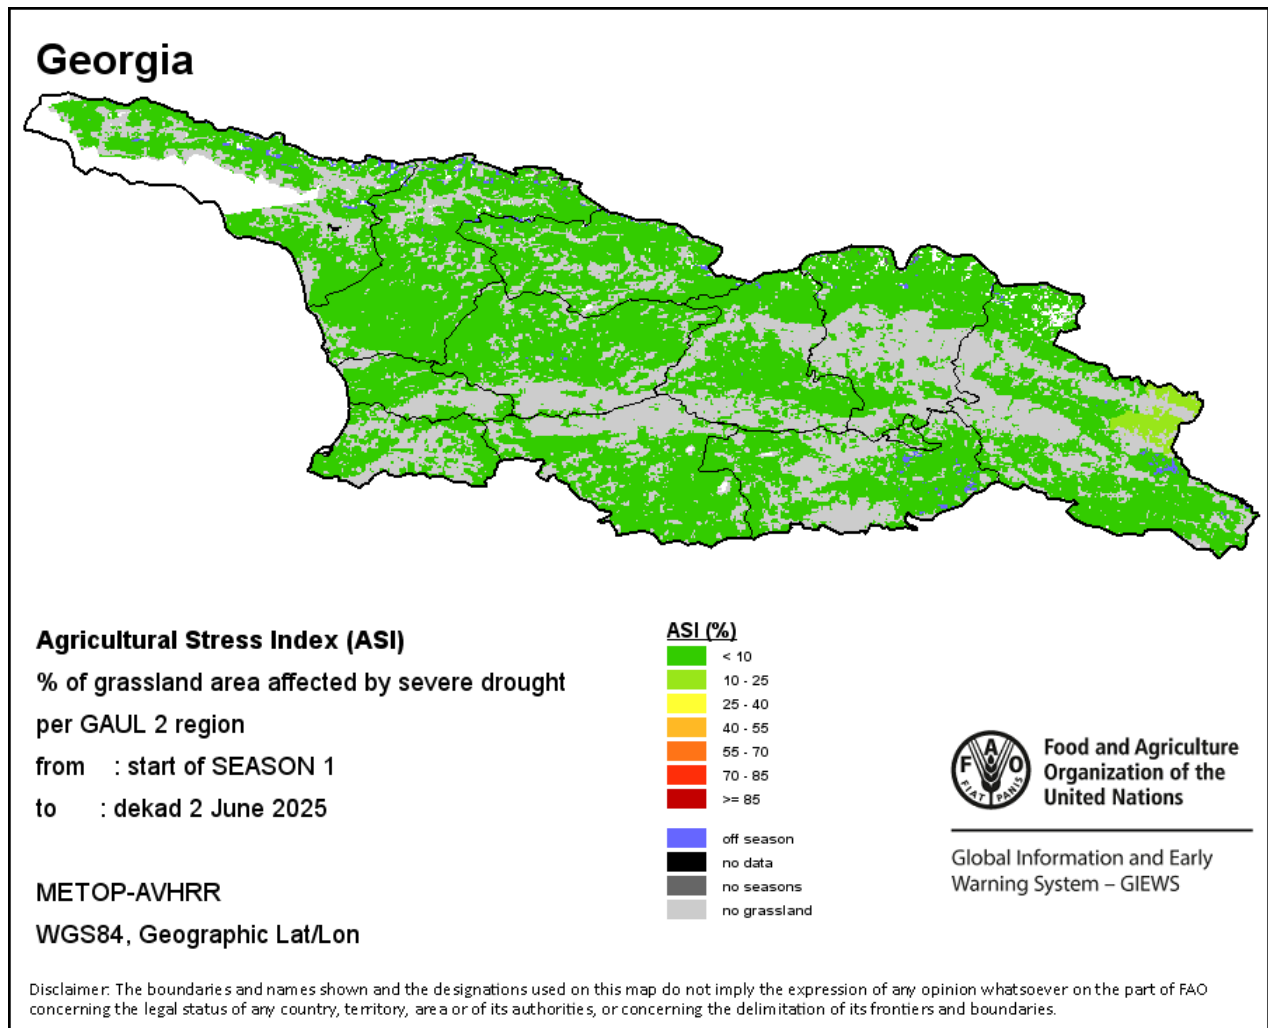 Georgia
Agricultural Stress Index (ASI)
% of grassland area affected by severe drought
per GAUL 2 region
from : start of SEASON 1
to : dekad 2 June 2025
METOP-AVHRR
WGS84, Geographic Lat/Lon
ASI (%)
< 10
10 - 25
25 - 40
40 - 55
55 - 70
70 - 85
>= 85
off season
no data
no seasons
no grassland
F A O
FIAT PANIS
Food and Agriculture
Organization of the
United Nations
Global Information and Early
Warning System – GIEWS
Disclaimer: The boundaries and names shown and the designations used on this map do not imply the expression of any opinion whatsoever on the part of FAO
concerning the legal status of any country, territory, area or of its authorities, or concerning the delimitation of its frontiers and boundaries.